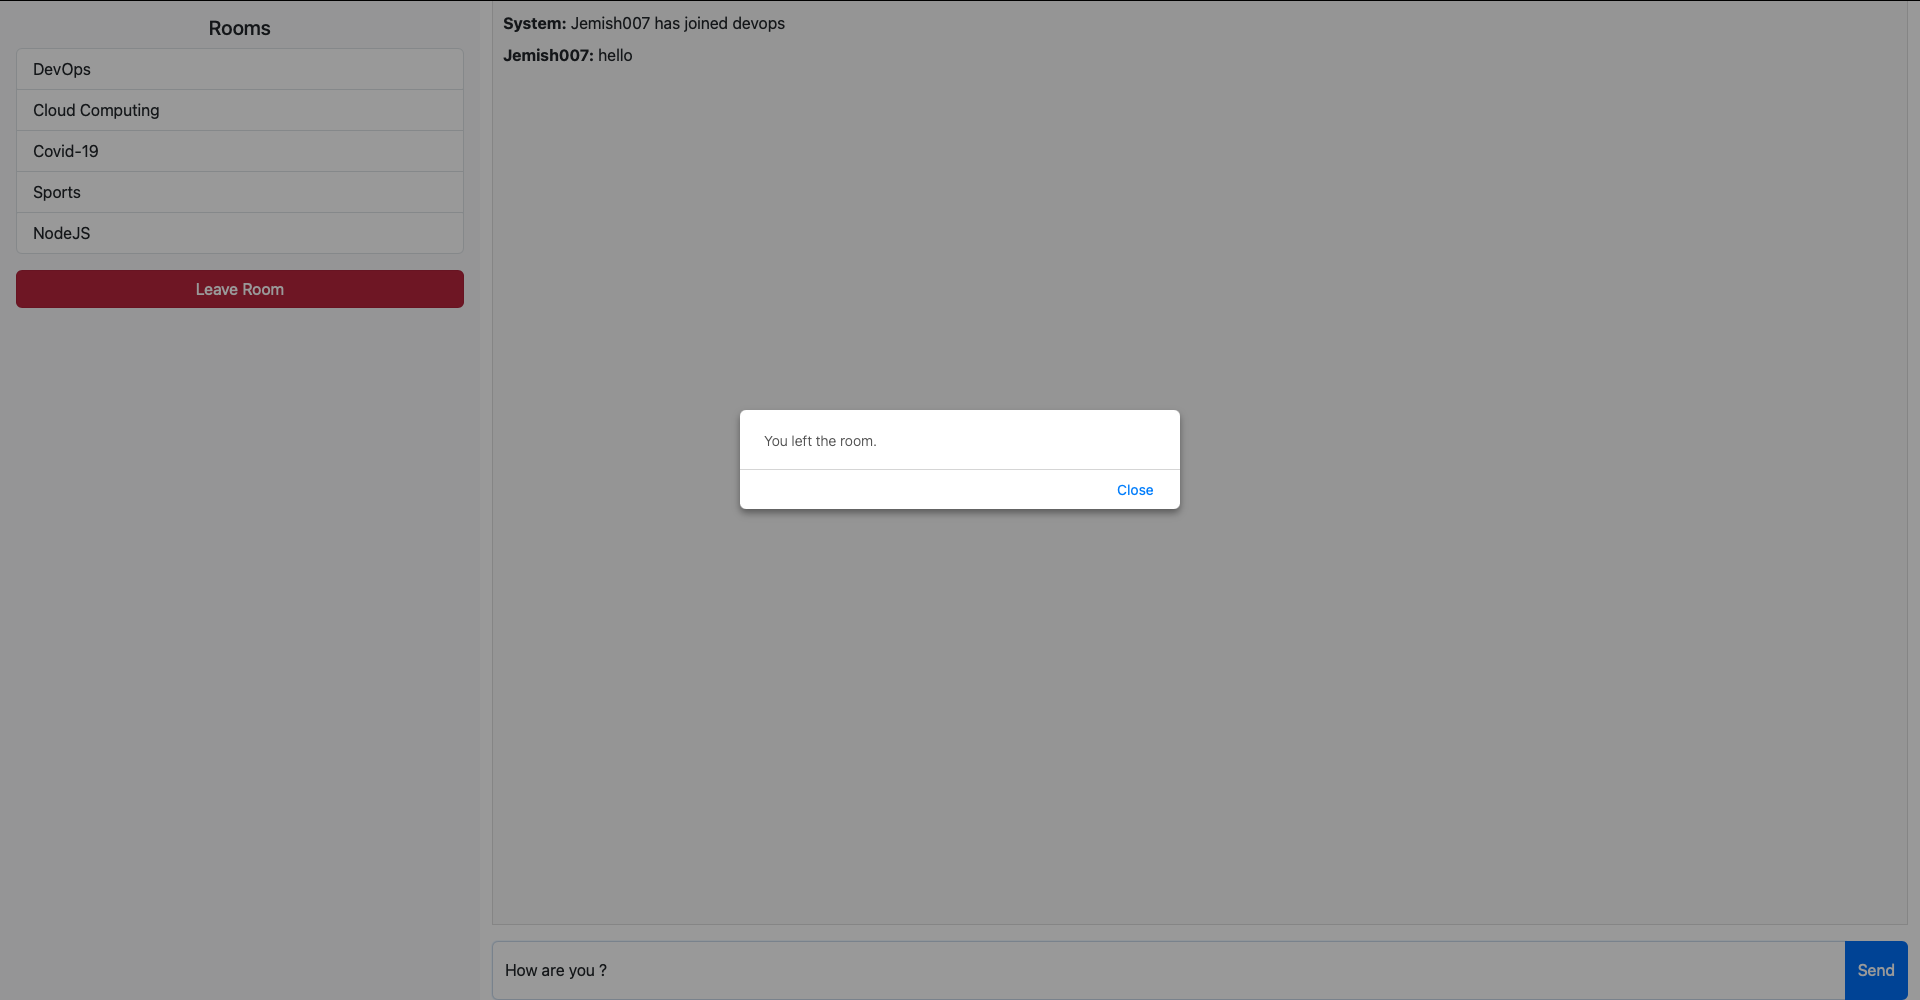 Rooms
DevOps
Cloud Computing
Covid-19
Sports
NodeJS
Leave Room
System: Jemish007 has joined devops
Jemish007: hello
You left the room.
Close
How are you ?
Send